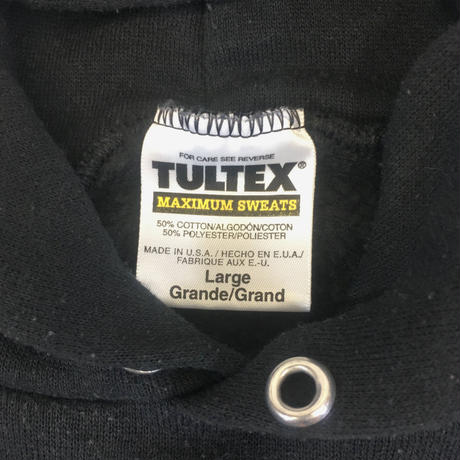 FOR CARE SEE REVERSE
TULTEX®
MAXIMUM SWEATS
50% COTTON/ALGODÓN/COTON
50% POLYESTER/POLIESTER
MADE IN U.S.A. / HECHO EN E.U.A./
FABRIQUE AUX E.-U.
Large
Grande/Grand